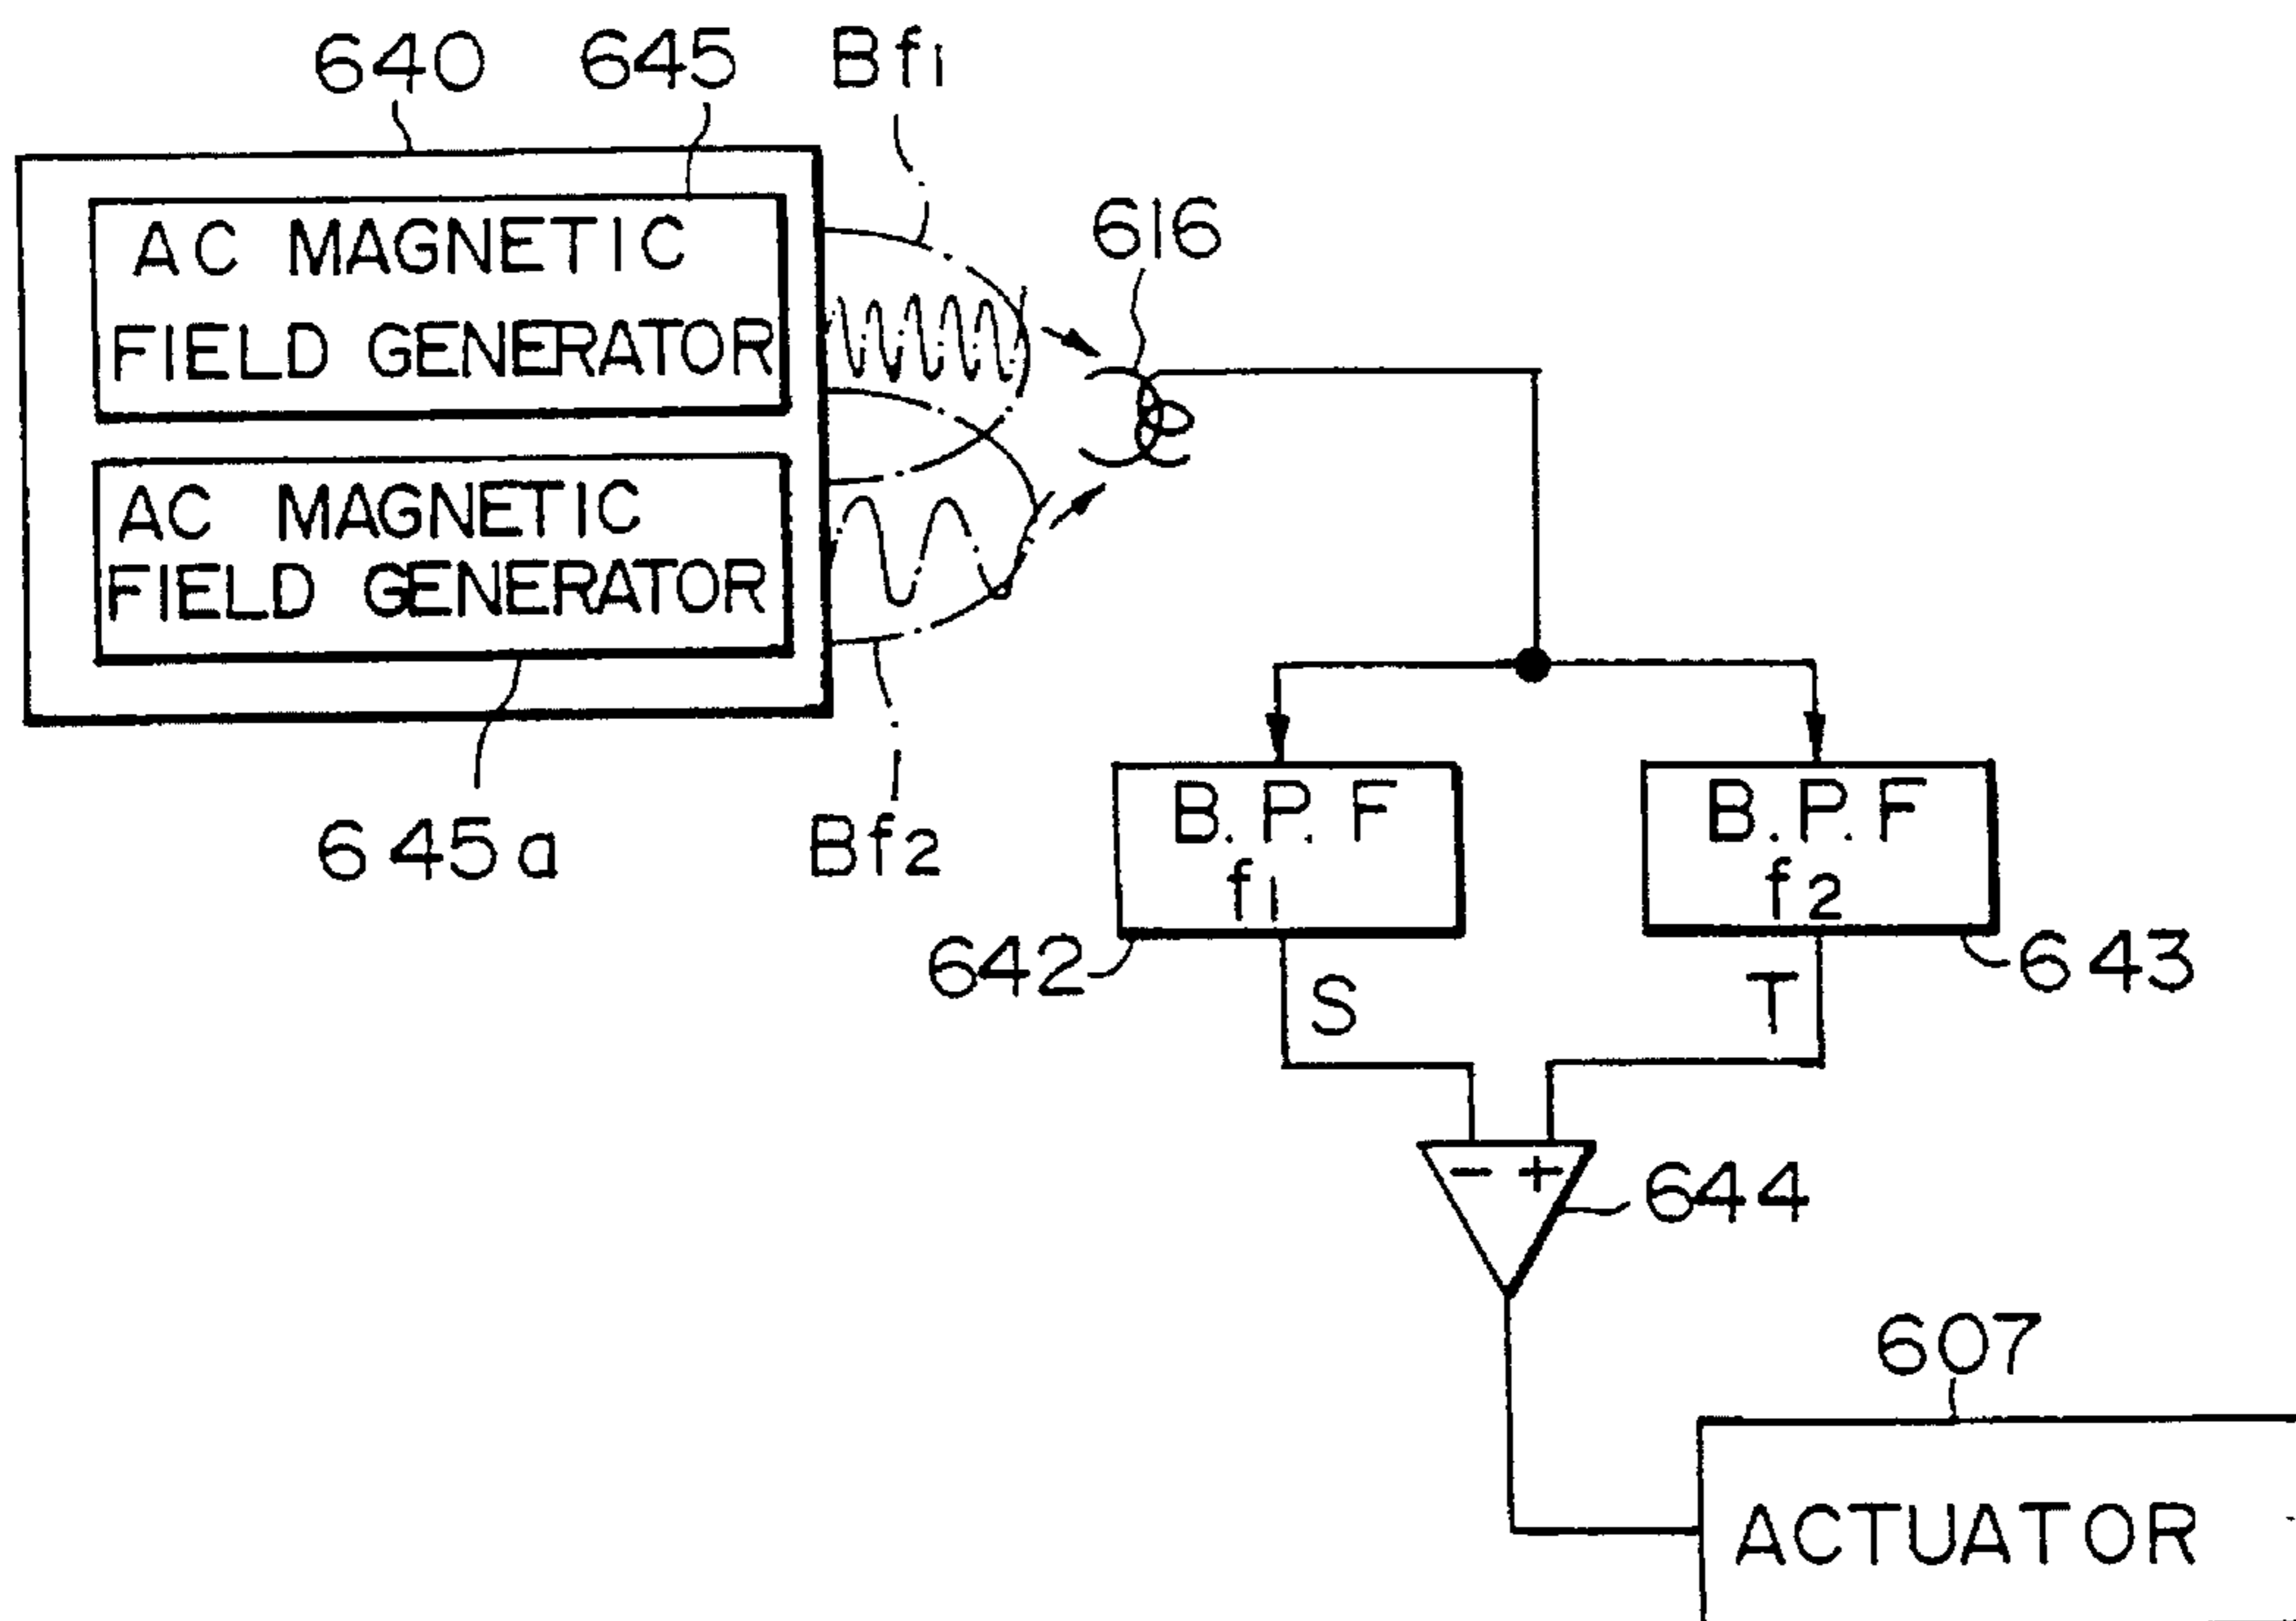 640 645 Bf1
616
AC MAGNETIC
FIELD GENERATOR
AC MAGNETIC
FIELD GENERATOR
645a Bf2
B.P.F
f1
B.P.F
f2
642 643
S T
- +
644
607
ACTUATOR